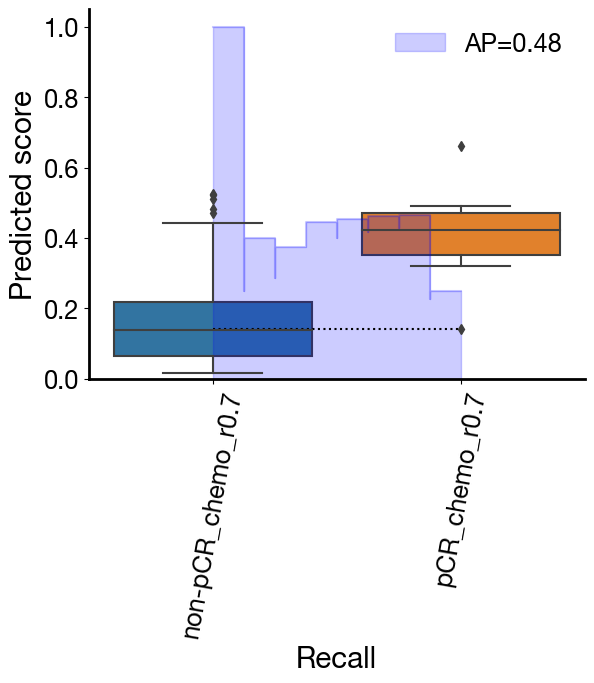 AP=0.48
Predicted score
1.0
0.8
0.6
0.4
0.2
0.0
non-pCR_chemo_r0.7
pCR_chemo_r0.7
Recall